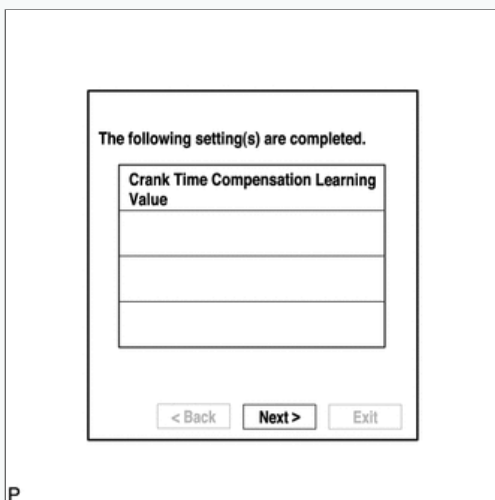 The following setting(s) are completed.
Crank Time Compensation Learning
Value
< Back Next > Exit
P